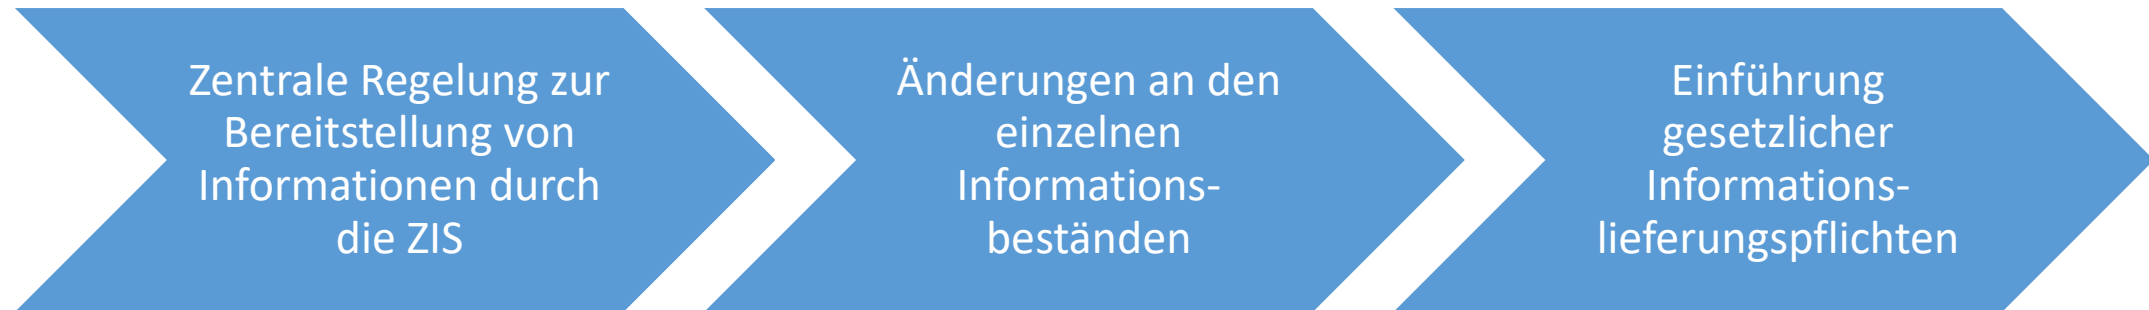 Zentrale Regelung zur
Bereitstellung von
Informationen durch
die ZIS
Änderungen an den
einzelnen
Informations-
beständen
Einführung
gesetzlicher
Informations-
lieferungspflichten